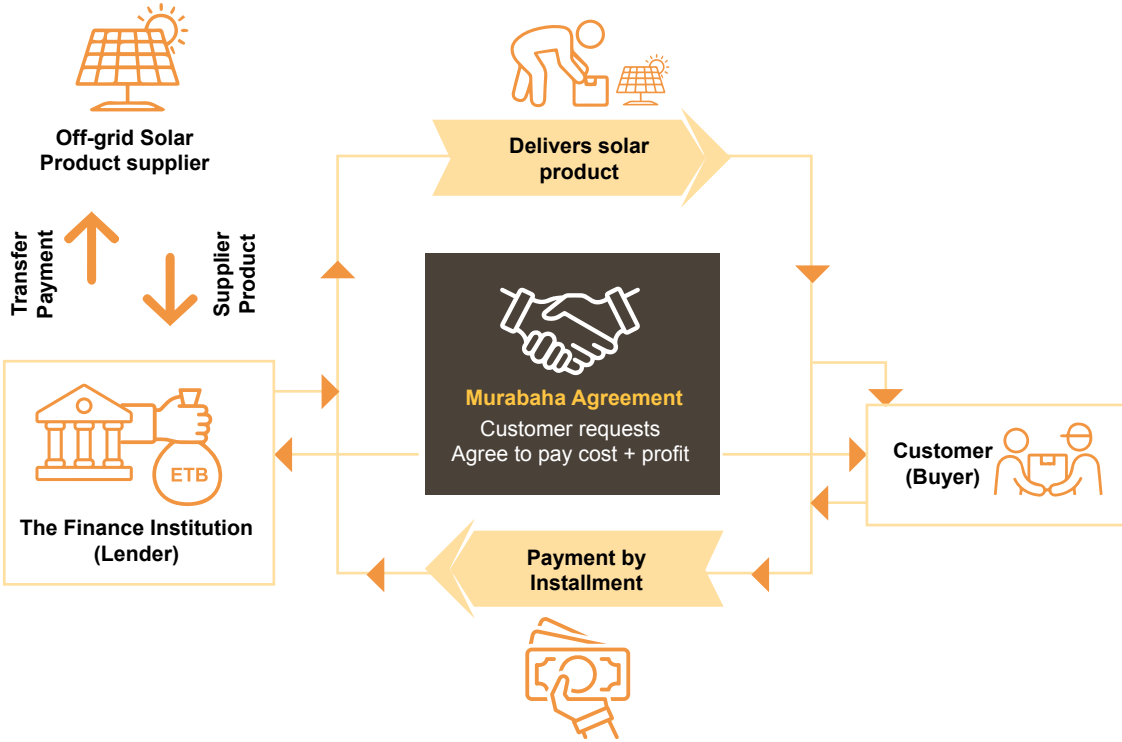 Off-grid Solar
Product supplier
Transfer
Payment
Supplier
Product
Delivers solar
product
Murabaha Agreement
Customer requests
Agree to pay cost + profit
ETB
The Finance Institution
(Lender)
Customer
(Buyer)
Payment by
Installment